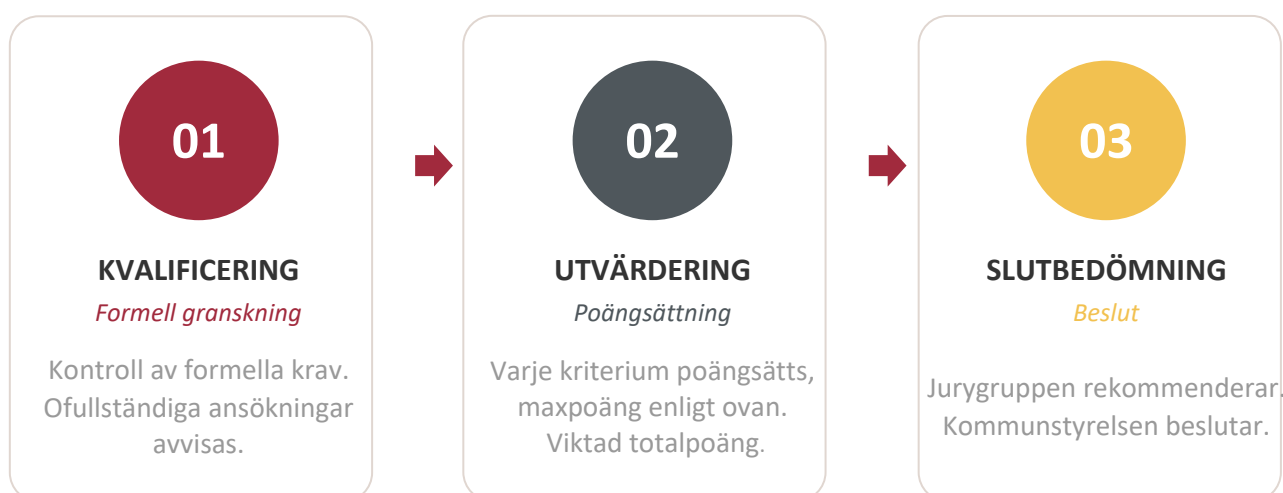 01
KVALIFICERING
Formell granskning
Kontroll av formella krav.
Ofullständiga ansökningar
avvisas.
02
UTVÄRDERING
Poängsättning
Varje kriterium poängsätts,
maxpoäng enligt ovan.
Viktad totalpoäng.
03
SLUTBEDÖMNING
Beslut
Jurygruppen rekommenderar.
Kommunstyrelsen beslutar.